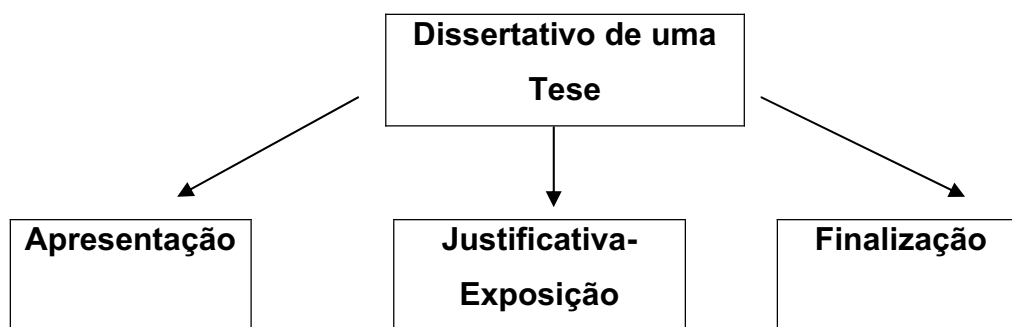 Dissertativo de uma
Tese
Apresentação
Justificativa-
Exposição
Finalização